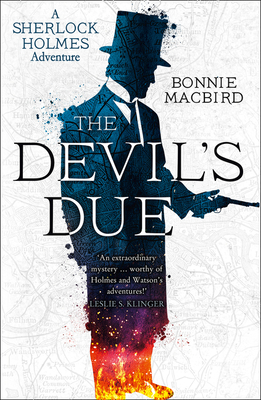 A
SHERLOCK
HOLMES
Adventure
BONNIE
MACBIRD
THE
DEVIL'S
DUE
'An extraordinary
mystery ... worthy of
Holmes and Watson's
adventures!'
LESLIE S. KLINGER